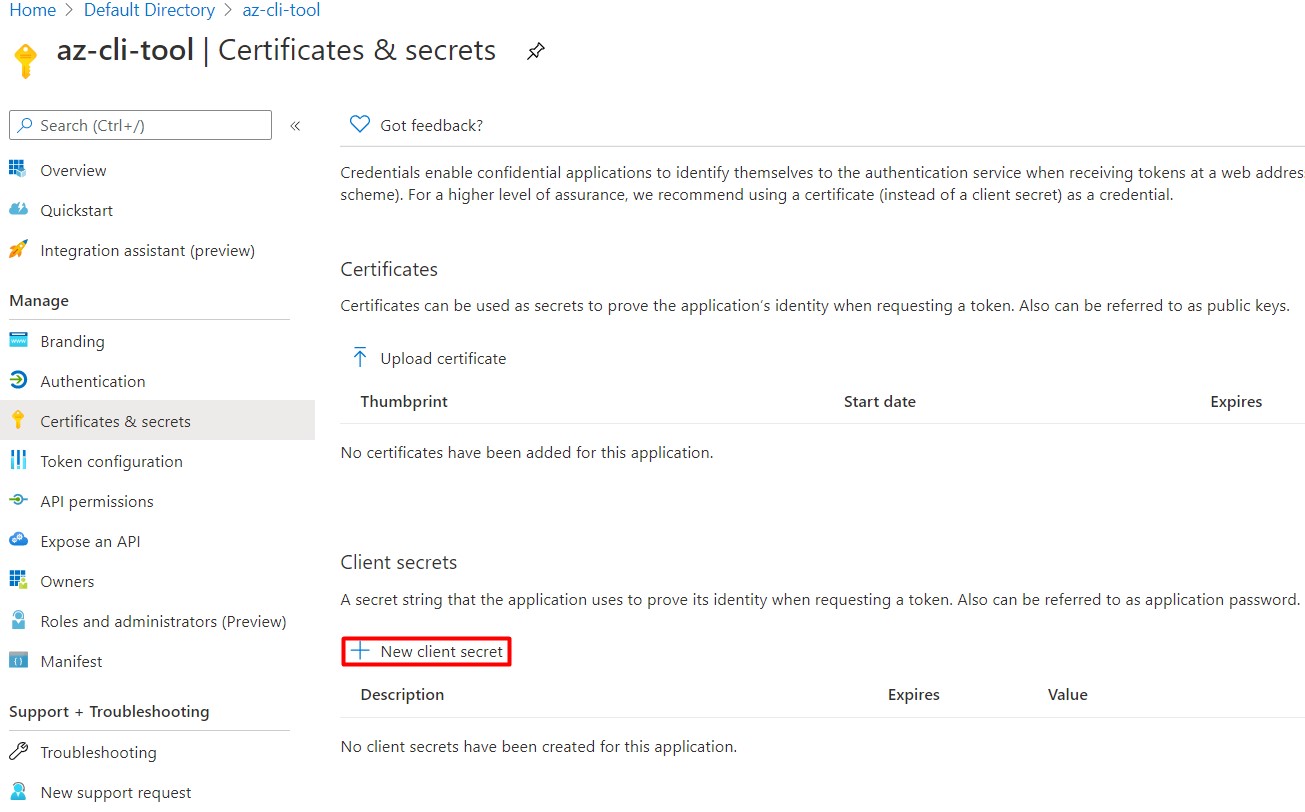 Home > Default Directory > az-cli-tool
az-cli-tool | Certificates & secrets
Search (Ctrl+/)
«
Overview
Quickstart
Integration assistant (preview)
Manage
Branding
Authentication
Certificates & secrets
Token configuration
API permissions
Expose an API
Owners
Roles and administrators (Preview)
Manifest
Support + Troubleshooting
Troubleshooting
New support request
Got feedback?
Credentials enable confidential applications to identify themselves to the authentication service when receiving tokens at a web addres
scheme). For a higher level of assurance, we recommend using a certificate (instead of a client secret) as a credential.
Certificates
Certificates can be used as secrets to prove the application's identity when requesting a token. Also can be referred to as public keys.
Upload certificate
Thumbprint Start date Expires
No certificates have been added for this application.
Client secrets
A secret string that the application uses to prove its identity when requesting a token. Also can be referred to as application password.
New client secret
Description Expires Value
No client secrets have been created for this application.